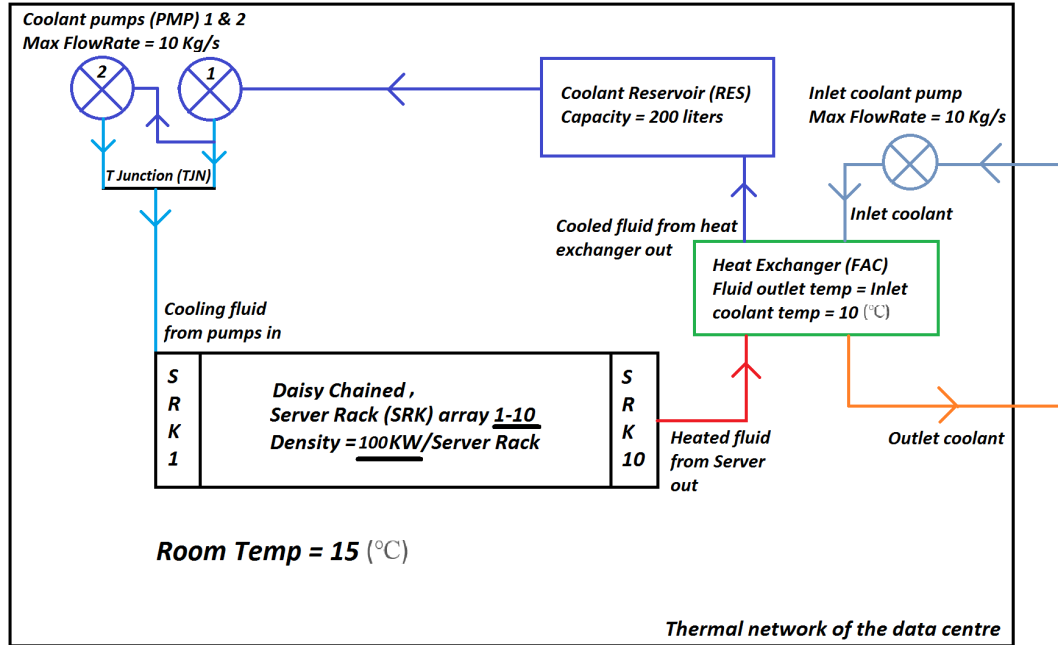 Coolant pumps (PMP) 1 & 2
Max FlowRate = 10 Kg/s
2
1
T Junction (TJN)
Coolant Reservoir (RES)
Capacity = 200 liters
Inlet coolant pump
Max FlowRate = 10 Kg/s
Inlet coolant
Cooled fluid from heat
exchanger out
Heat Exchanger (FAC)
Fluid outlet temp = Inlet
coolant temp = 10 (℃)
Cooling fluid
from pumps in
S
R
K
1
Daisy Chained ,
Server Rack (SRK) array 1-10
Density = 100KW/Server Rack
S
R
K
10
Heated fluid
from Server
out
Outlet coolant
Room Temp = 15 (℃)
Thermal network of the data centre